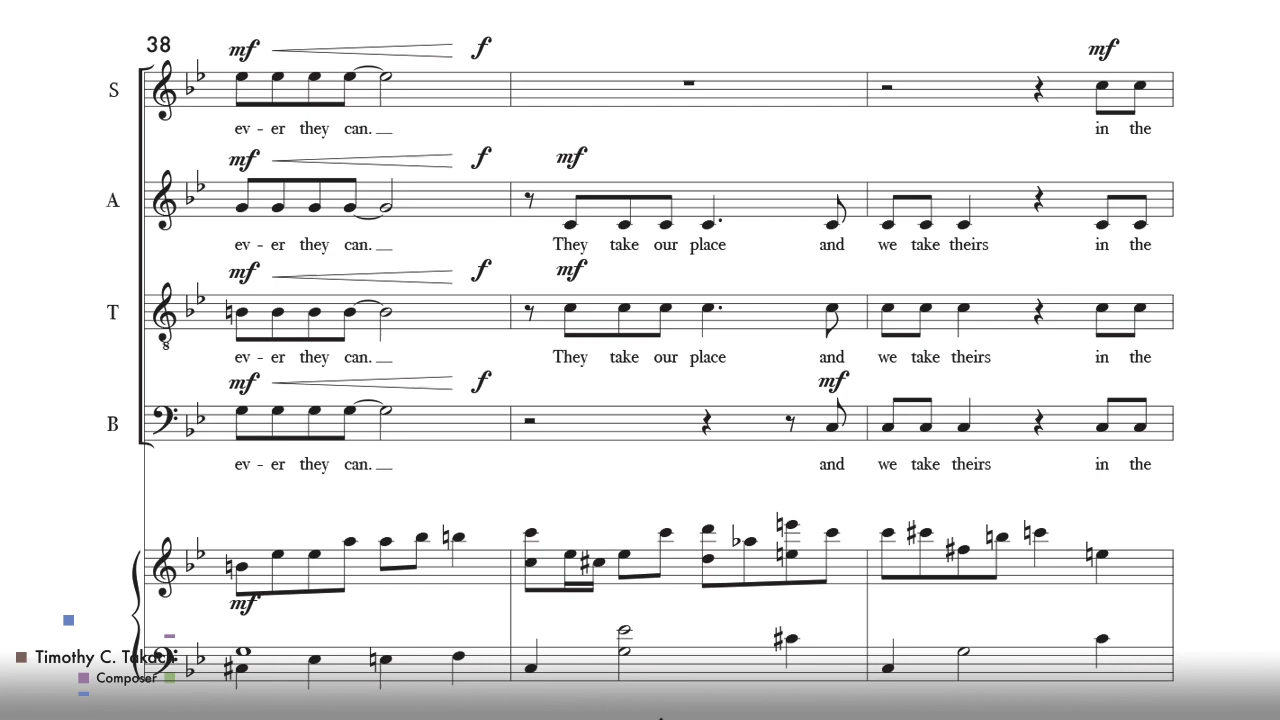 38
mf f mf
S
ev - er they can. in the
mf f mf
A
ev - er they can. They take our place and we take theirs in the
mf f mf
T
8
ev - er they can. They take our place and we take theirs in the
mf f mf
B
ev - er they can. and we take theirs in the
mf
Timothy C. Takach
Composer